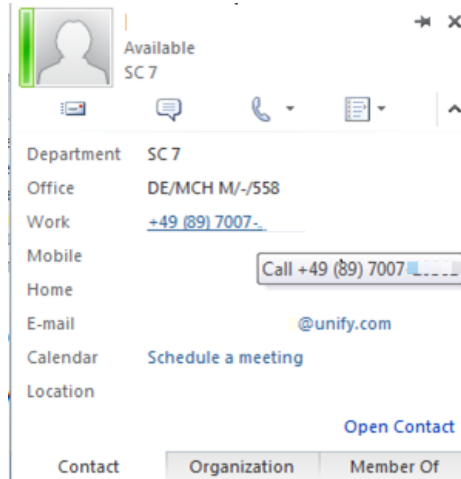 Available
SC 7
Department SC 7
Office DE/MCH M/-/558
Work +49 (89) 7007-
Mobile
Call +49 (89) 7007
Home
E-mail @unify.com
Calendar Schedule a meeting
Location
Open Contact
Contact Organization Member Of